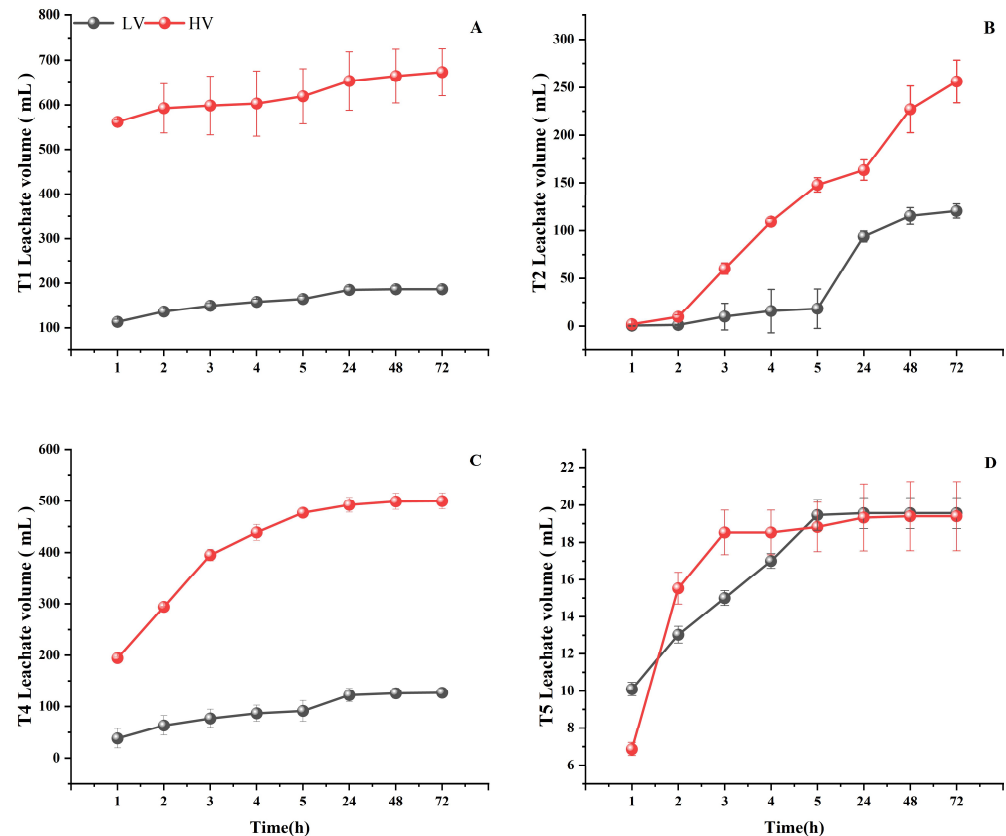 LV HV
A
T1 Leachate volume ( mL )
800
700
600
500
400
300
200
100
1 2 3 4 5 24 48 72
B
T2 Leachate volume ( mL )
300
250
200
150
100
50
0
1 2 3 4 5 24 48 72
C
T4 Leachate volume ( mL )
600
500
400
300
200
100
0
1 2 3 4 5 24 48 72
Time(h)
D
T5 Leachate volume ( mL )
22
20
18
16
14
12
10
8
6
1 2 3 4 5 24 48 72
Time(h)